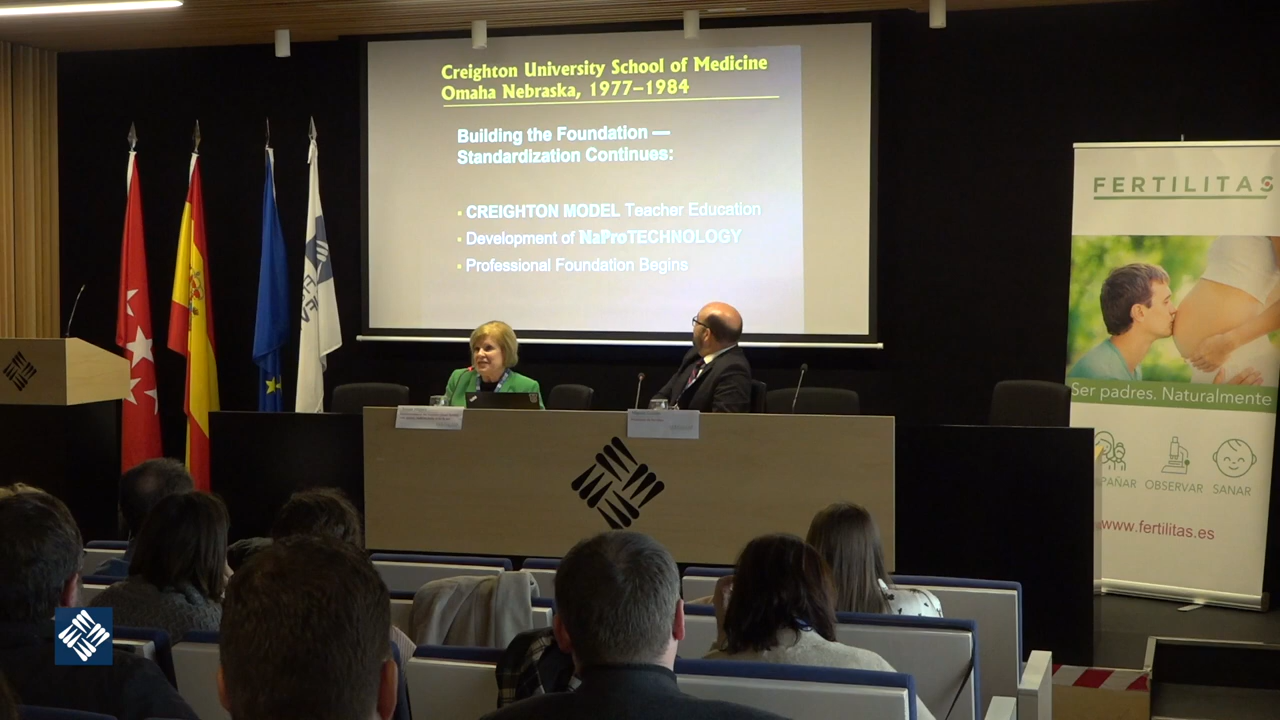 Creighton University School of Medicine
Omaha Nebraska, 1977–1984
Building the Foundation —
Standardization Continues:
▪ CREIGHTON MODEL Teacher Education
▪ Development of NaProTECHNOLOGY
▪ Professional Foundation Begins
FERTILITAS
Ser padres. Naturalmente
OBSERVAR SANAR
www.fertilitas.es